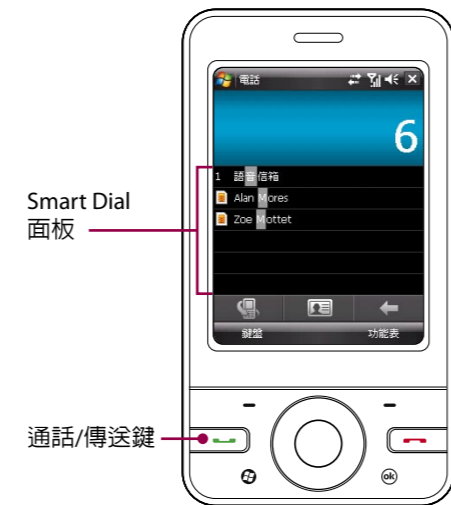 電話
6
1 語音信箱
Alan Mores
Zoe Mottet
鍵盤
功能表
Smart Dial
面板
通話/傳送鍵
ok